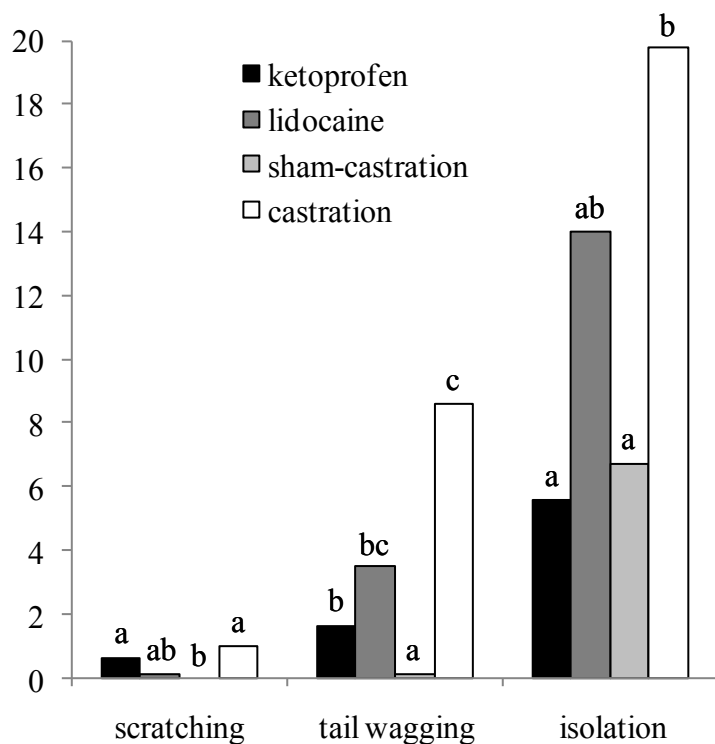 20
18
16
14
12
10
8
6
4
2
0
ketoprofen
lidocaine
sham-castration
castration
a
ab
b
a
b
bc
a
c
a
ab
a
b
scratching
tail wagging
isolation